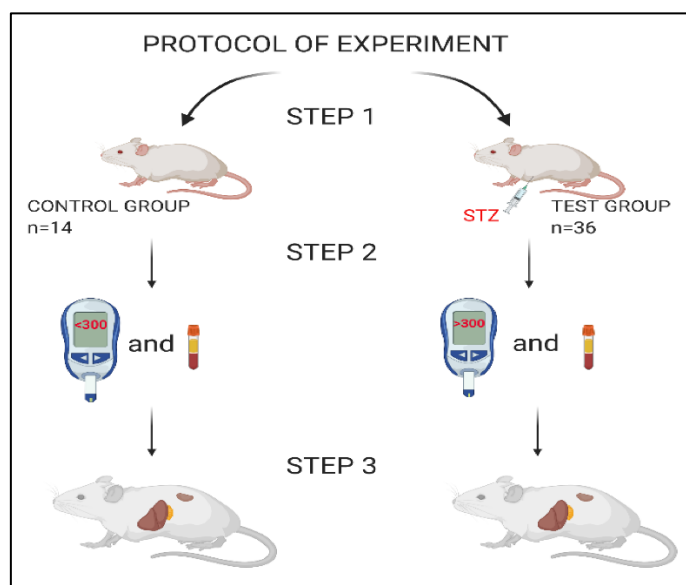 PROTOCOL OF EXPERIMENT
STEP 1
CONTROL GROUP
n=14
STZ
TEST GROUP
n=36
STEP 2
<300
and
>300
and
STEP 3